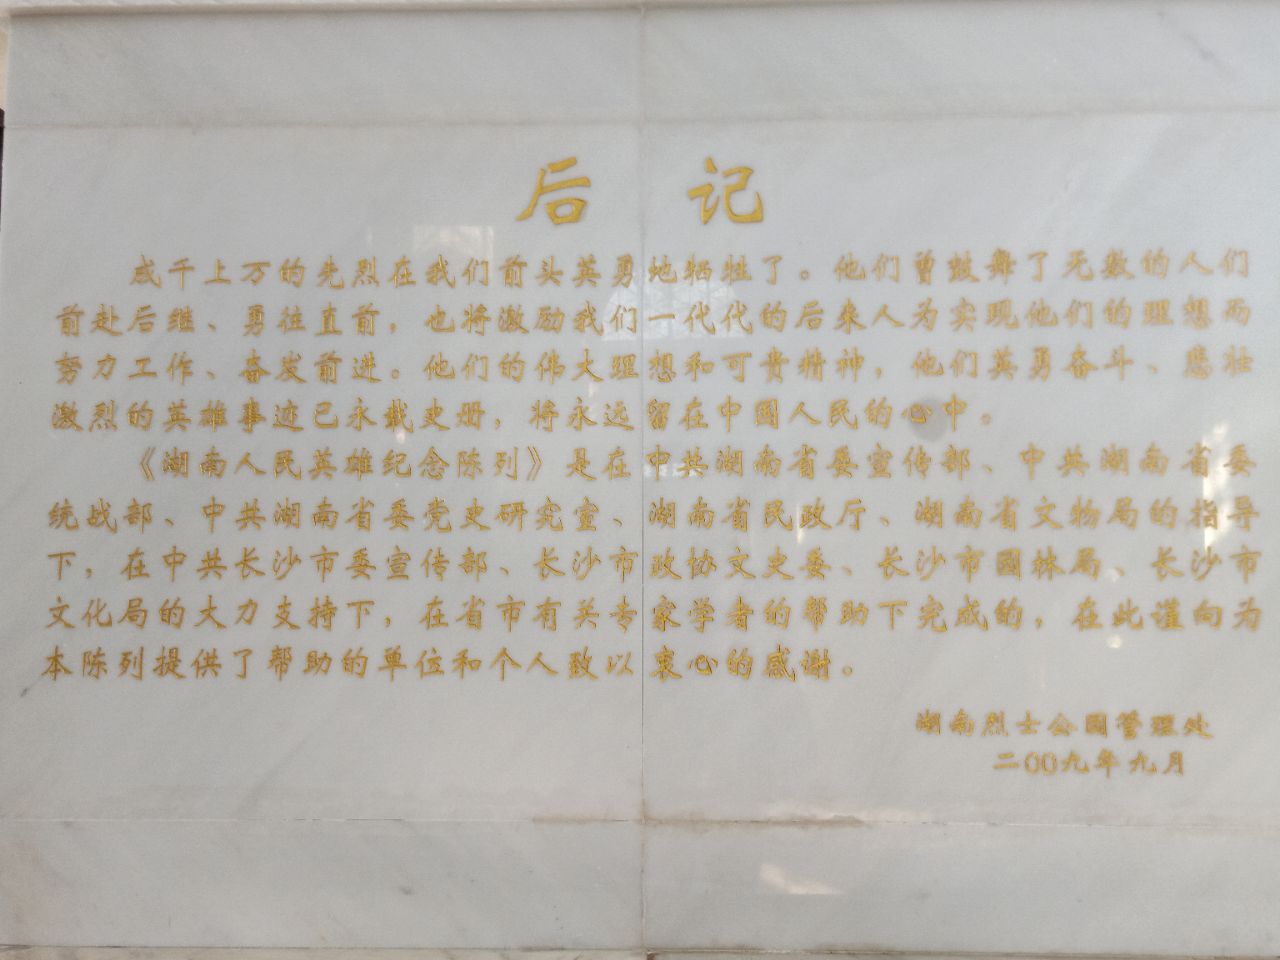 后记
成千上万的先烈在我们前头英勇地牺牲了。他们曾鼓舞了无数的人们
前赴后继、勇往直前，也将激励我们一代代的后来人为实现他们的理想而
努力工作、奋发前进。他们的伟大理想和可贵精神，他们英勇奋斗、悲壮
激烈的英雄事迹已永载史册，将永远留在中国人民的心中。
《湖南人民英雄纪念陈列》是在中共湖南省委宣传部、中共湖南省委
统战部、中共湖南省委党史研究室、湖南省民政厅、湖南省文物局的指导
下，在中共长沙市委宣传部、长沙市政协文史委、长沙市园林局、长沙市
文化局的大力支持下，在省市有关专家学者的帮助下完成的，在此谨向为
本陈列提供了帮助的单位和个人致以衷心的感谢。
湖南烈士公园管理处
二00九年九月